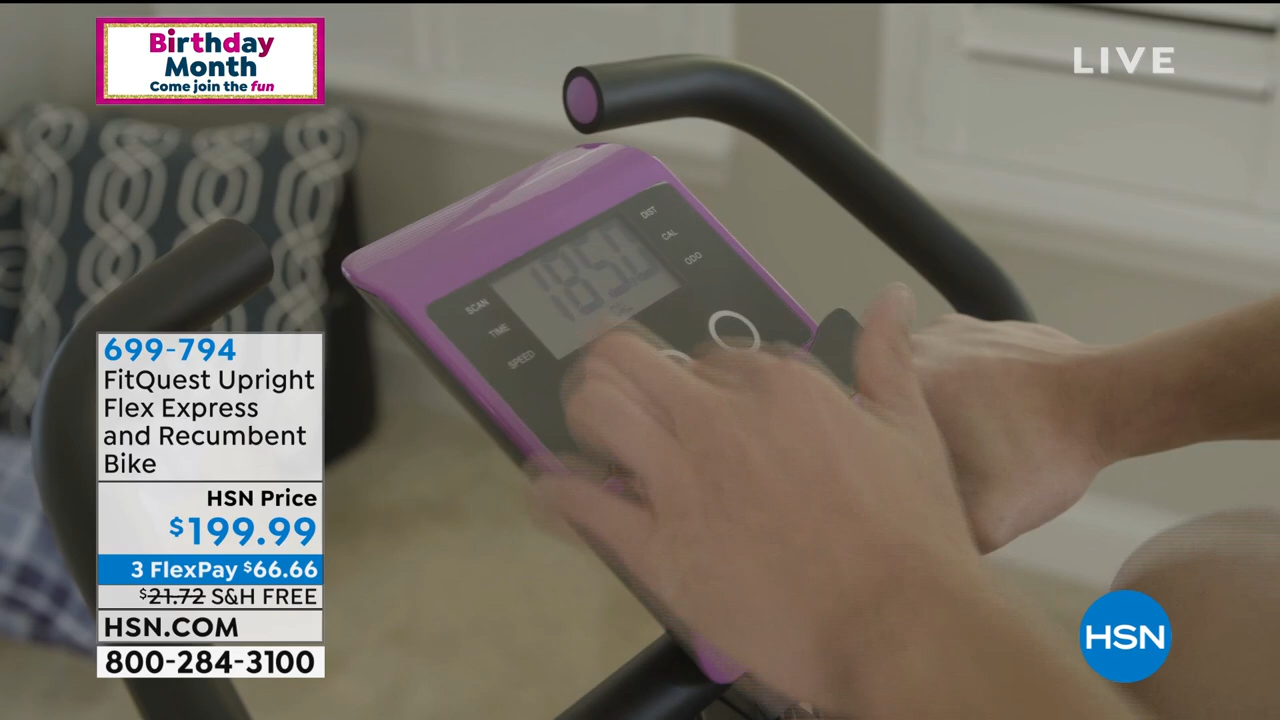 Birthday
Month
Come join the fun
LIVE
DIST
CAL
ODO
SCAN
TIME
SPEED
699-794
FitQuest Upright
Flex Express
and Recumbent
Bike
HSN Price
$199.99
3 FlexPay $66.66
$21.72 S&H FREE
HSN.COM
800-284-3100
HSN